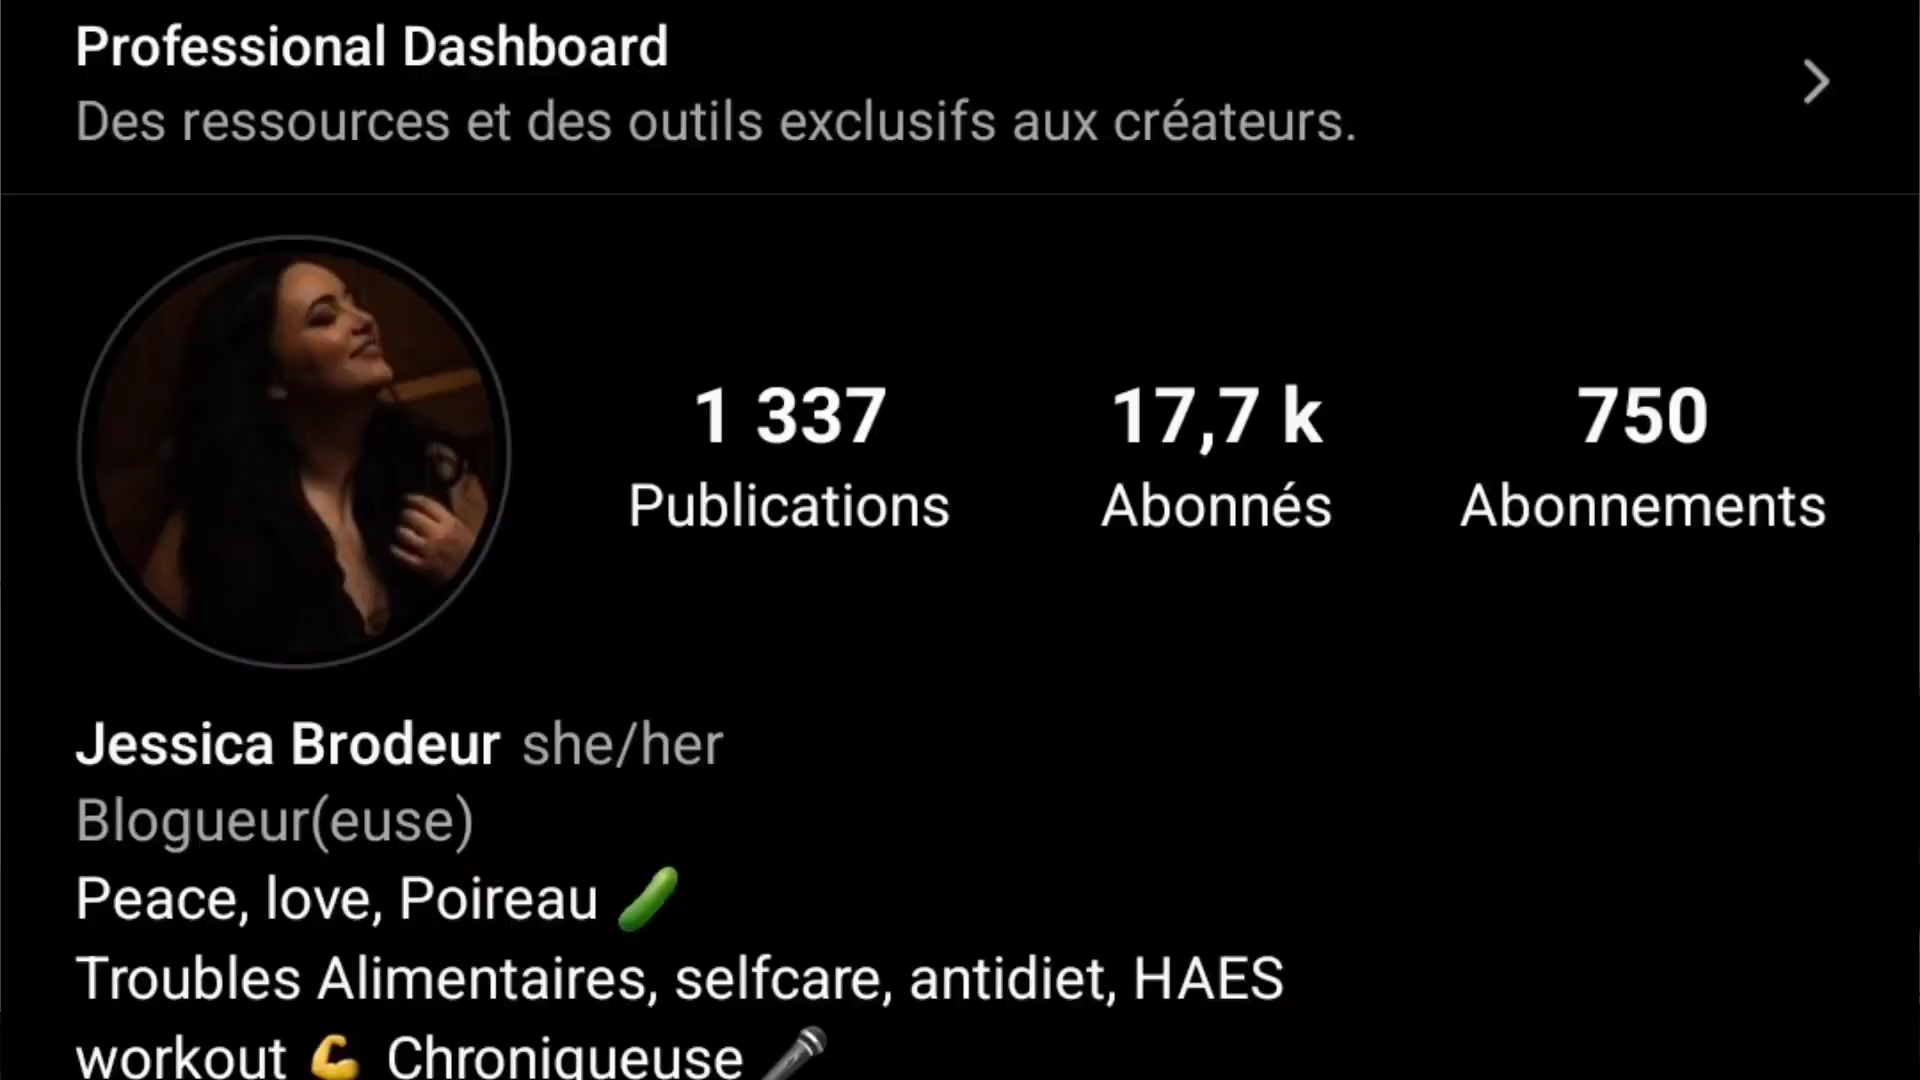 Professional Dashboard
Des ressources et des outils exclusifs aux créateurs.
1 337
Publications
17,7 k
Abonnés
750
Abonnements
Jessica Brodeur she/her
Blogueur(euse)
Peace, love, Poireau 🥒
Troubles Alimentaires, selfcare, antidiet, HAES
workout 💪 Chroniqueuse 🎤